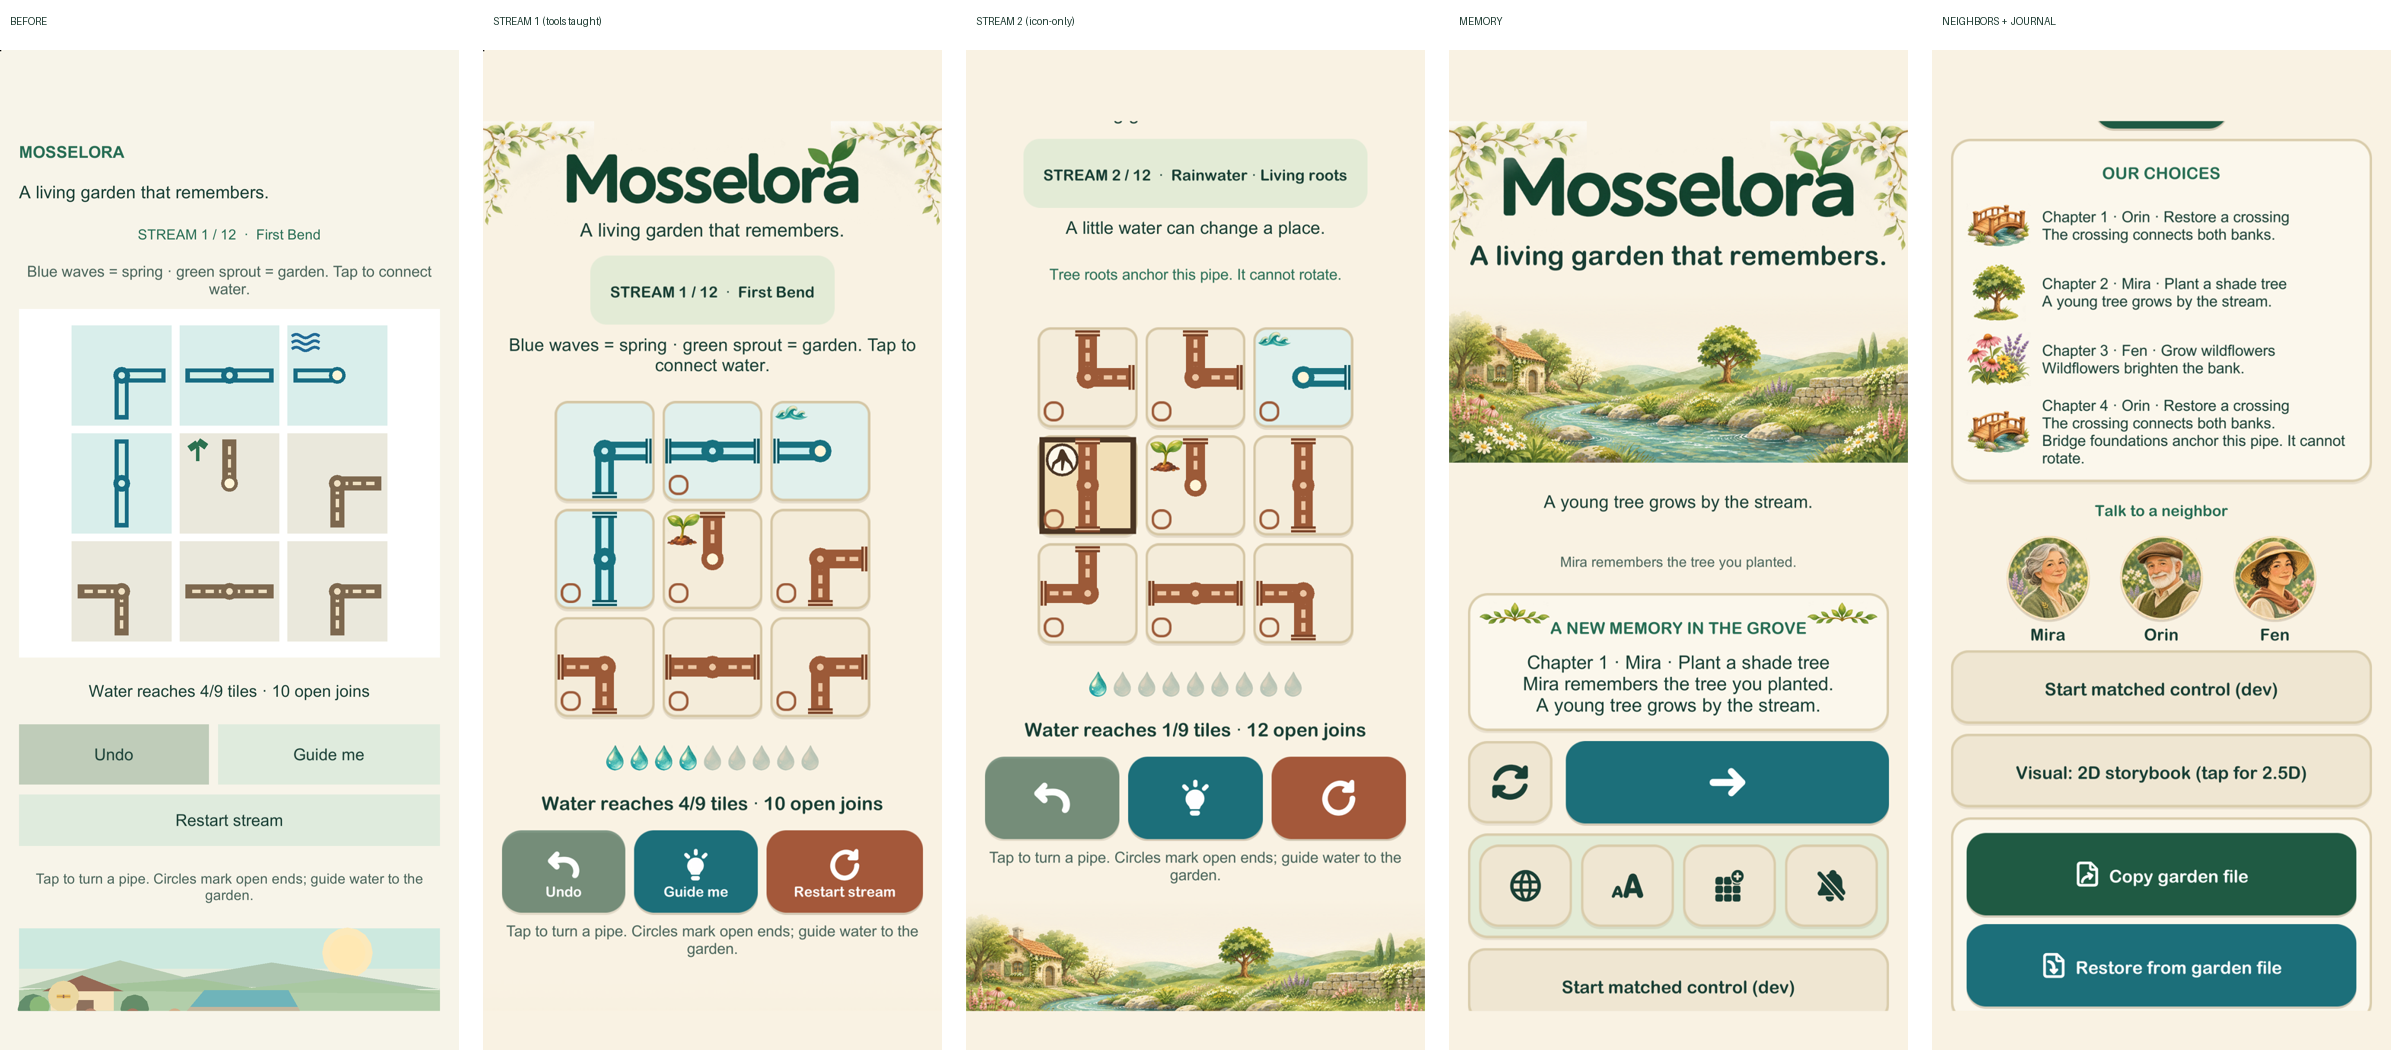 BEFORE
MOSSELORA
A living garden that remembers.
STREAM 1 / 12 · First Bend
Blue waves = spring · green sprout = garden. Tap to connect
water.
Water reaches 4/9 tiles · 10 open joins
Undo
Guide me
Restart stream
Tap to turn a pipe. Circles mark open ends; guide water to the
garden.
STREAM 1 (tools taught)
Mosselora
A living garden that remembers.
STREAM 1 / 12 · First Bend
Blue waves = spring · green sprout = garden. Tap to
connect water.
Water reaches 4/9 tiles · 10 open joins
Undo
Guide me
Restart stream
Tap to turn a pipe. Circles mark open ends; guide water to the
garden.
STREAM 2 (icon-only)
STREAM 2 / 12 · Rainwater · Living roots
A little water can change a place.
Tree roots anchor this pipe. It cannot rotate.
Water reaches 1/9 tiles · 12 open joins
Tap to turn a pipe. Circles mark open ends; guide water to the
garden.
MEMORY
Mosselora
A living garden that remembers.
A young tree grows by the stream.
Mira remembers the tree you planted.
A NEW MEMORY IN THE GROVE
Chapter 1 · Mira · Plant a shade tree
Mira remembers the tree you planted.
A young tree grows by the stream.
AA
Start matched control (dev)
NEIGHBORS + JOURNAL
OUR CHOICES
Chapter 1 · Orin · Restore a crossing
The crossing connects both banks.
Chapter 2 · Mira · Plant a shade tree
A young tree grows by the stream.
Chapter 3 · Fen · Grow wildflowers
Wildflowers brighten the bank.
Chapter 4 · Orin · Restore a crossing
The crossing connects both banks.
Bridge foundations anchor this pipe. It cannot
rotate.
Talk to a neighbor
Mira
Orin
Fen
Start matched control (dev)
Visual: 2D storybook (tap for 2.5D)
Copy garden file
Restore from garden file